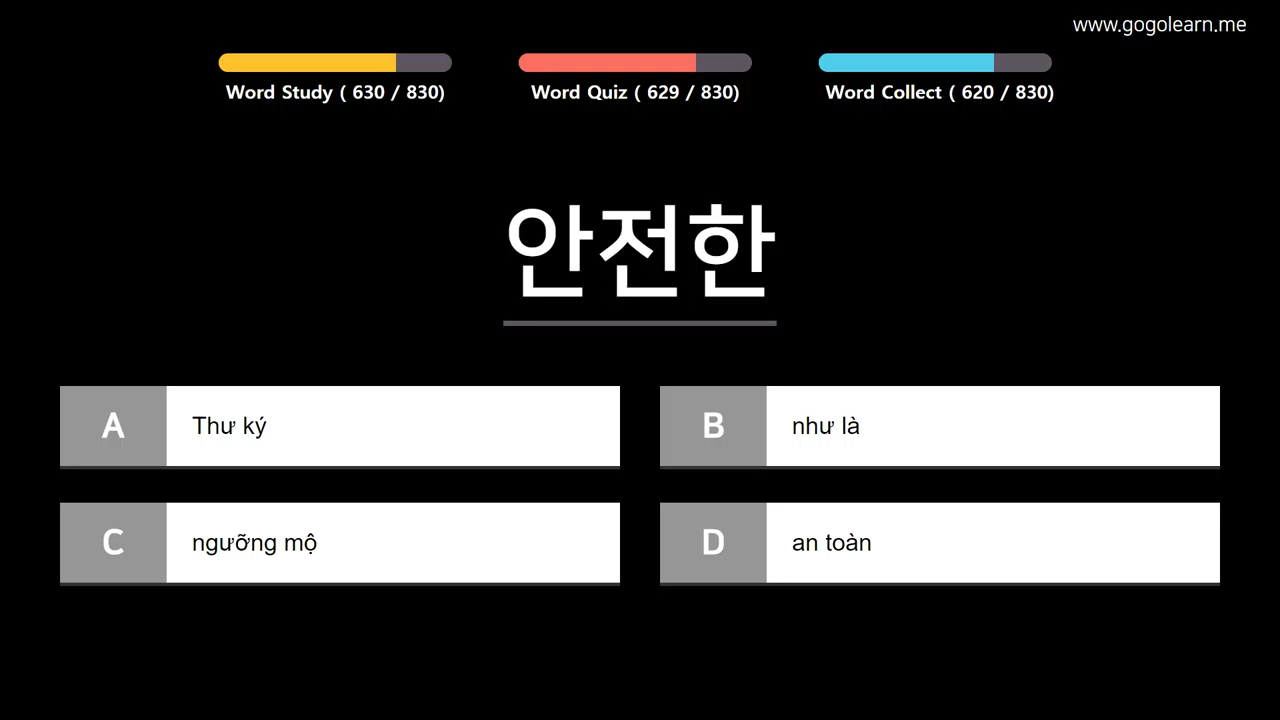 www.gogolearn.me
Word Study ( 630 / 830)
Word Quiz ( 629 / 830)
Word Collect ( 620 / 830)
안전한
A Thư ký
B như là
C ngưỡng mộ
D an toàn